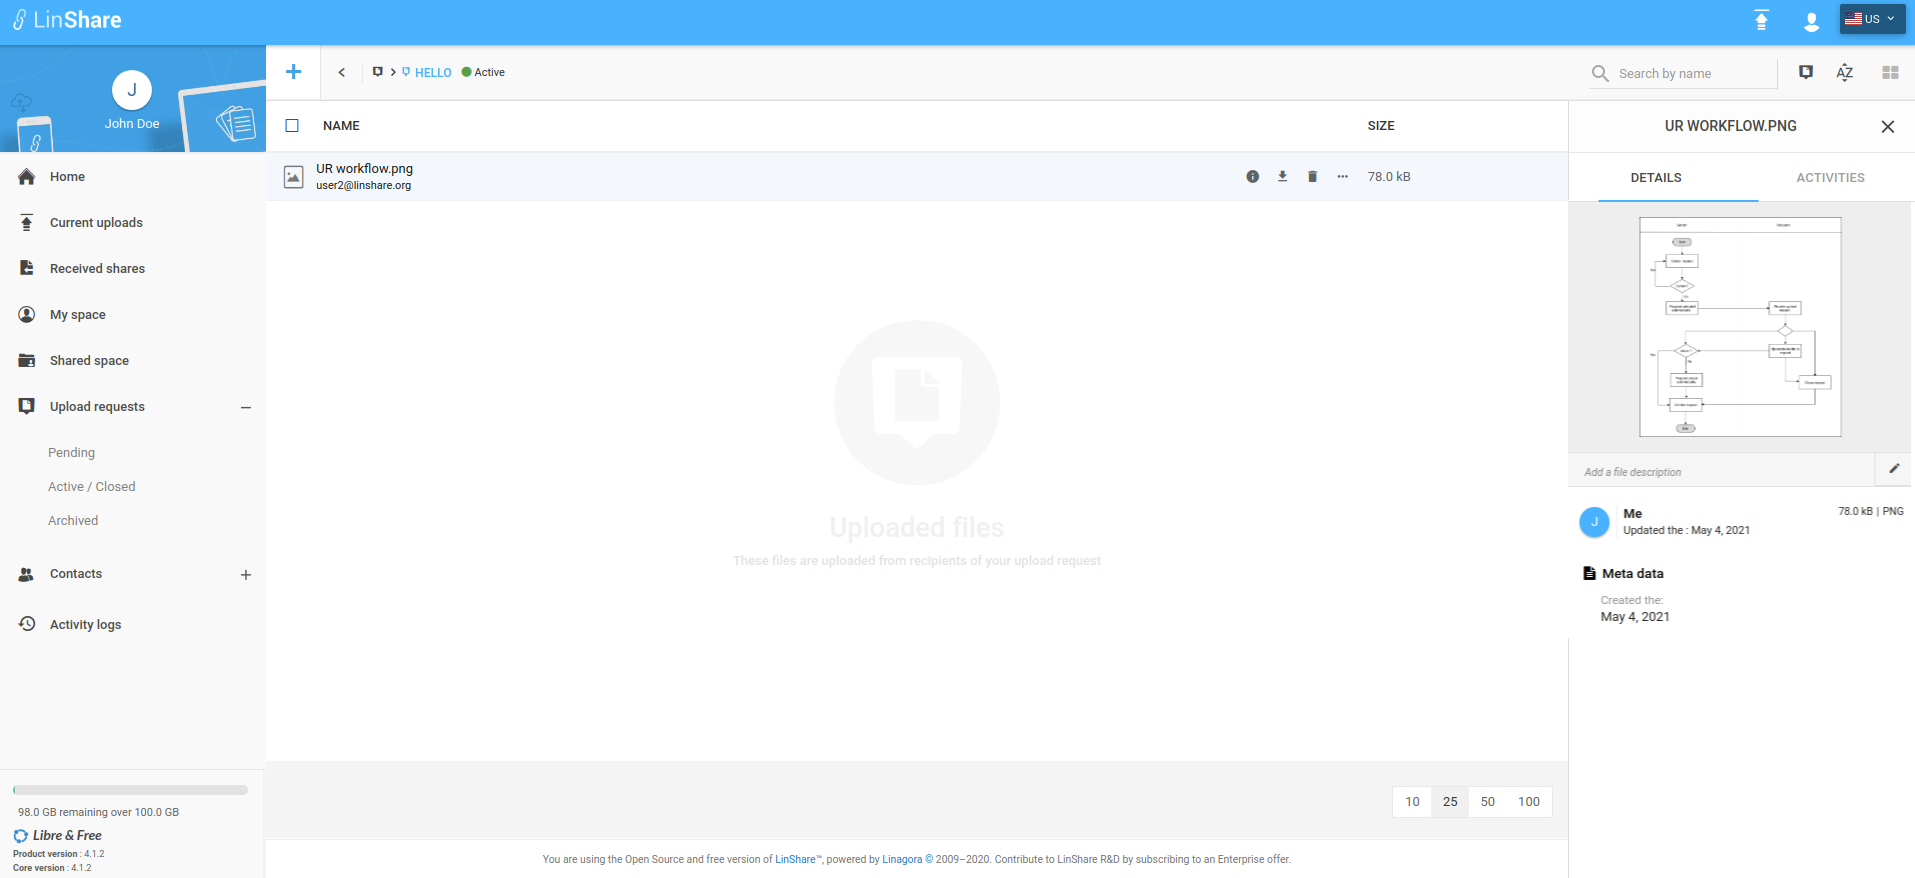 LinShare
US
J
John Doe
HELLO
Active
Search by name
AZ
Home
Current uploads
Received shares
My space
Shared space
Upload requests
Pending
Active / Closed
Archived
Contacts
Activity logs
98.0 GB remaining over 100.0 GB
Libre & Free
Product version : 4.1.2
Core version : 4.1.2
NAME
SIZE
UR workflow.png
user2@linshare.org
78.0 kB
Uploaded files
These files are uploaded from recipients of your upload request
10 25 50 100
You are using the Open Source and free version of LinShare™, powered by Linagora © 2009–2020. Contribute to LinShare R&D by subscribing to an Enterprise offer.
UR WORKFLOW.PNG
DETAILS
ACTIVITIES
Add a file description
J
Me
78.0 kB | PNG
Updated the : May 4, 2021
Meta data
Created the:
May 4, 2021